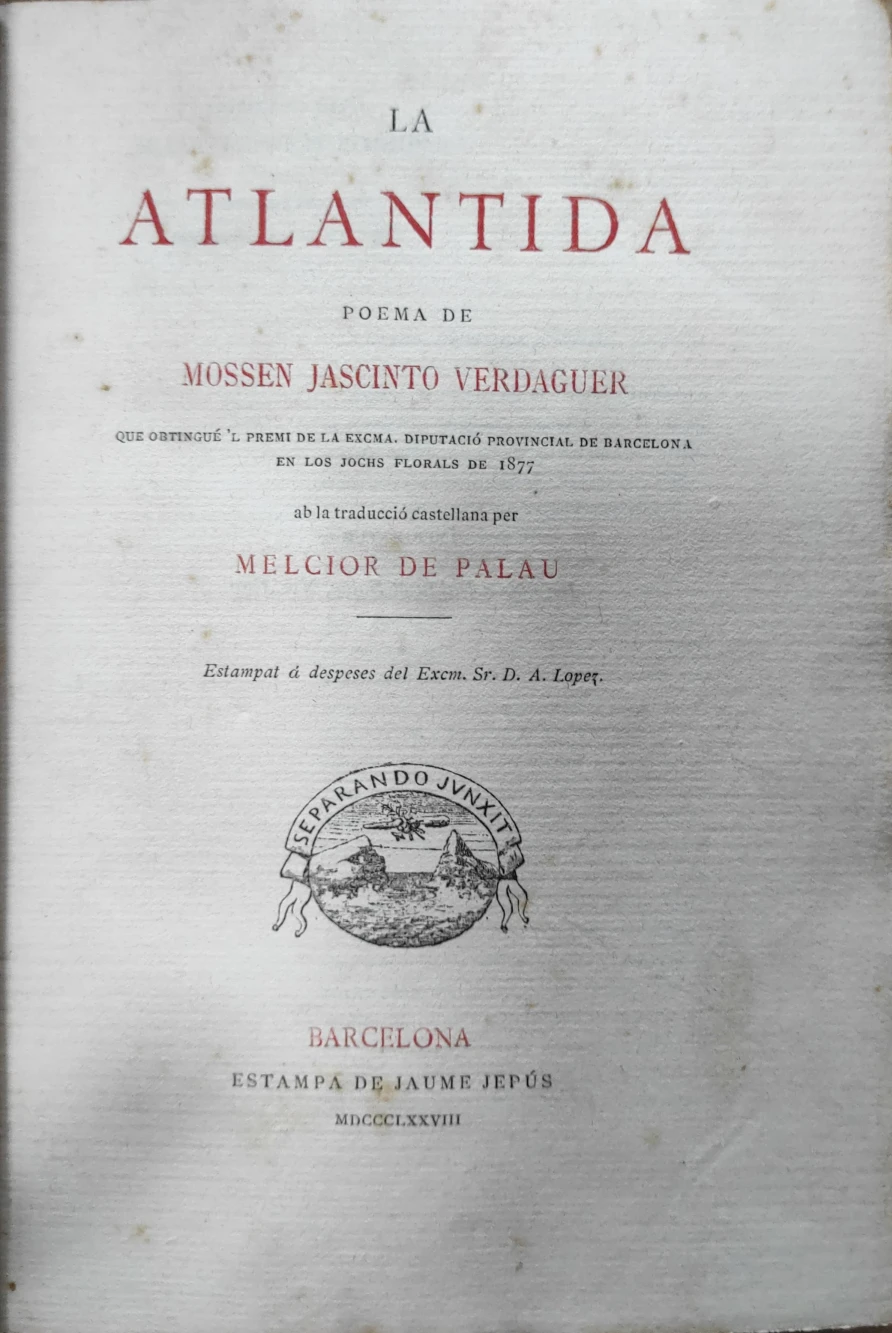 LA
ATLANTIDA
POEMA DE
MOSSEN JASCINTO VERDAGUER
QUE OBTINGUÉ 'L PREMI DE LA EXCMA. DIPUTACIÓ PROVINCIAL DE BARCELONA
EN LOS JOCHS FLORALS DE 1877
ab la traducció castellana per
MELCIOR DE PALAU
Estampat á despeses del Excm. Sr. D. A. Lopez.
SEPARANDO JVNXIT
BARCELONA
ESTAMPA DE JAUME JEPÚS
MDCCCLXXVIII